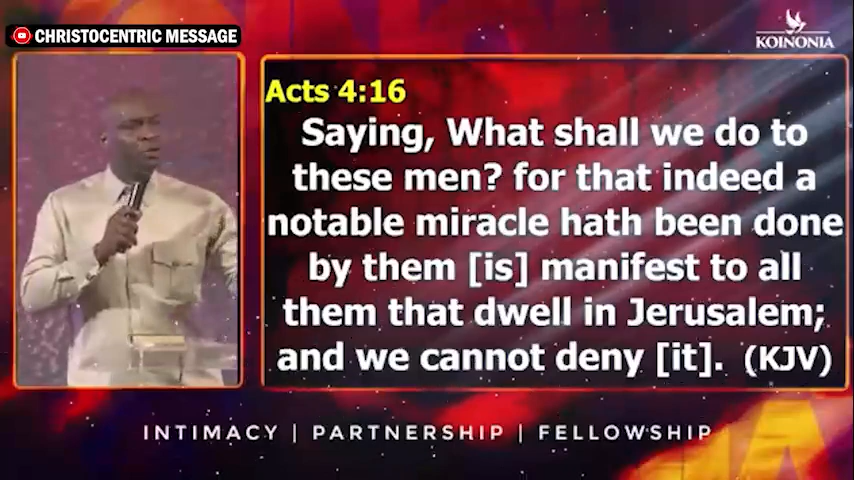 CHRISTOCENTRIC MESSAGE
KOINONIA
Acts 4:16
Saying, What shall we do to
these men? for that indeed a
notable miracle hath been done
by them [is] manifest to all
them that dwell in Jerusalem;
and we cannot deny [it]. (KJV)
INTIMACY | PARTNERSHIP | FELLOWSHIP